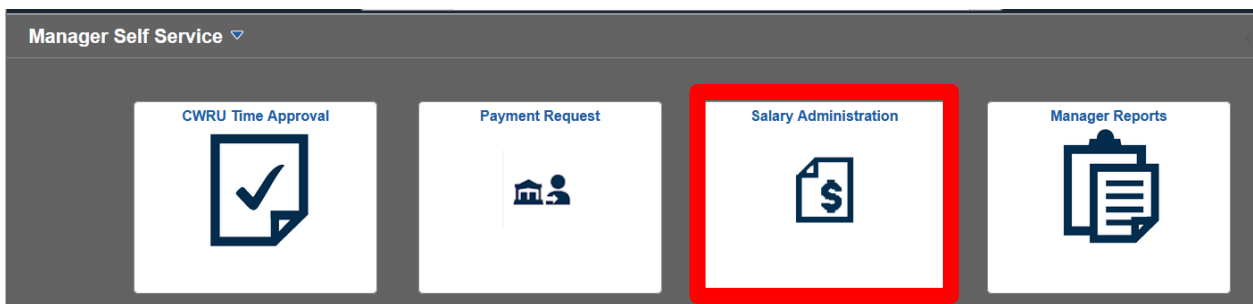 Manager Self Service
CWRU Time Approval
Payment Request
Salary Administration
Manager Reports
$
$